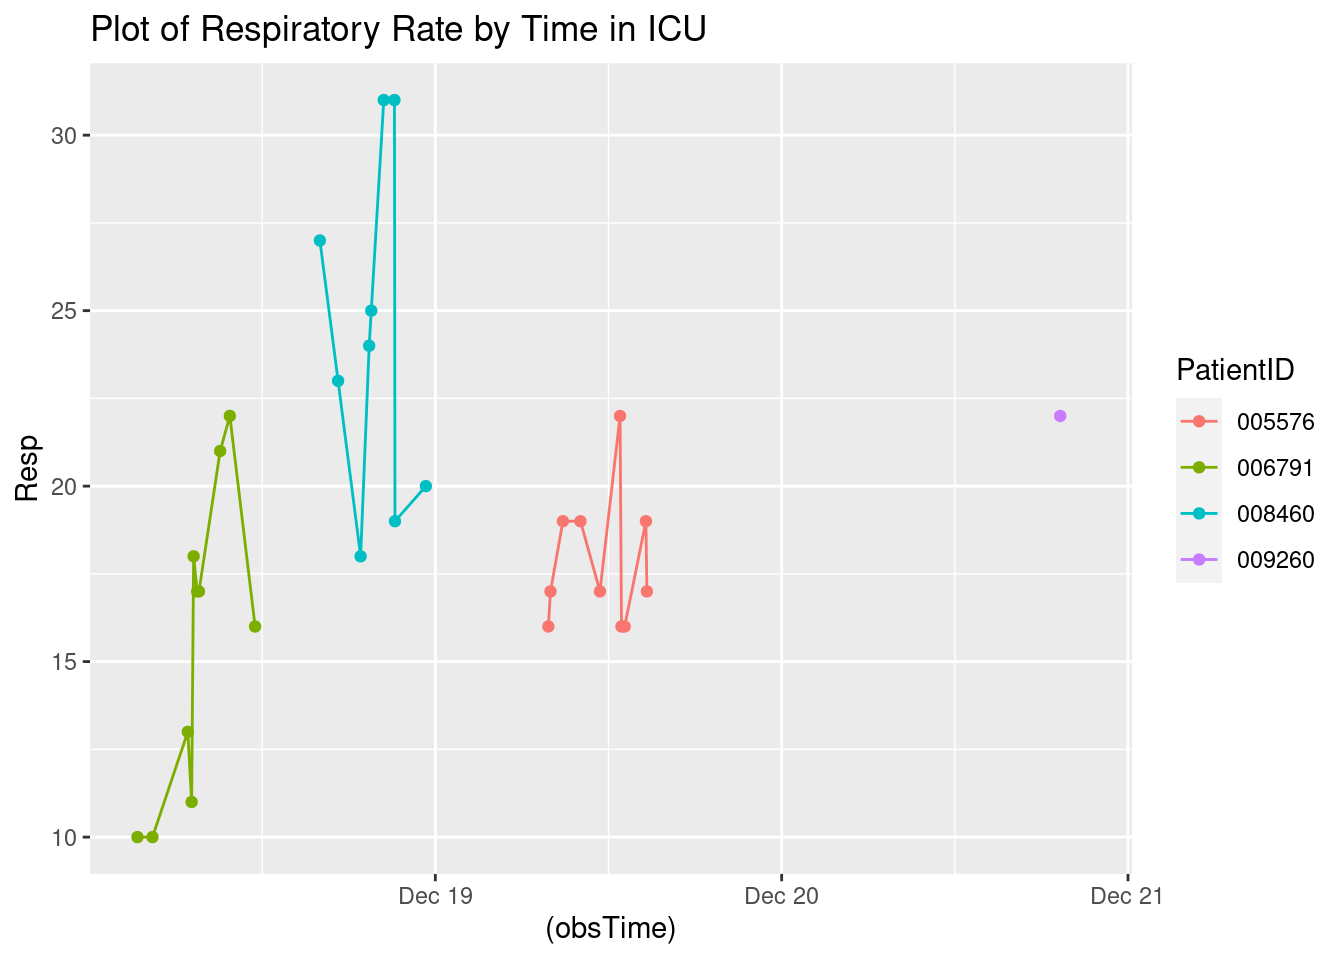 Plot of Respiratory Rate by Time in ICU
Resp
30
25
20
15
10
Dec 19
Dec 20
Dec 21
(obsTime)
PatientID
005576
006791
008460
009260